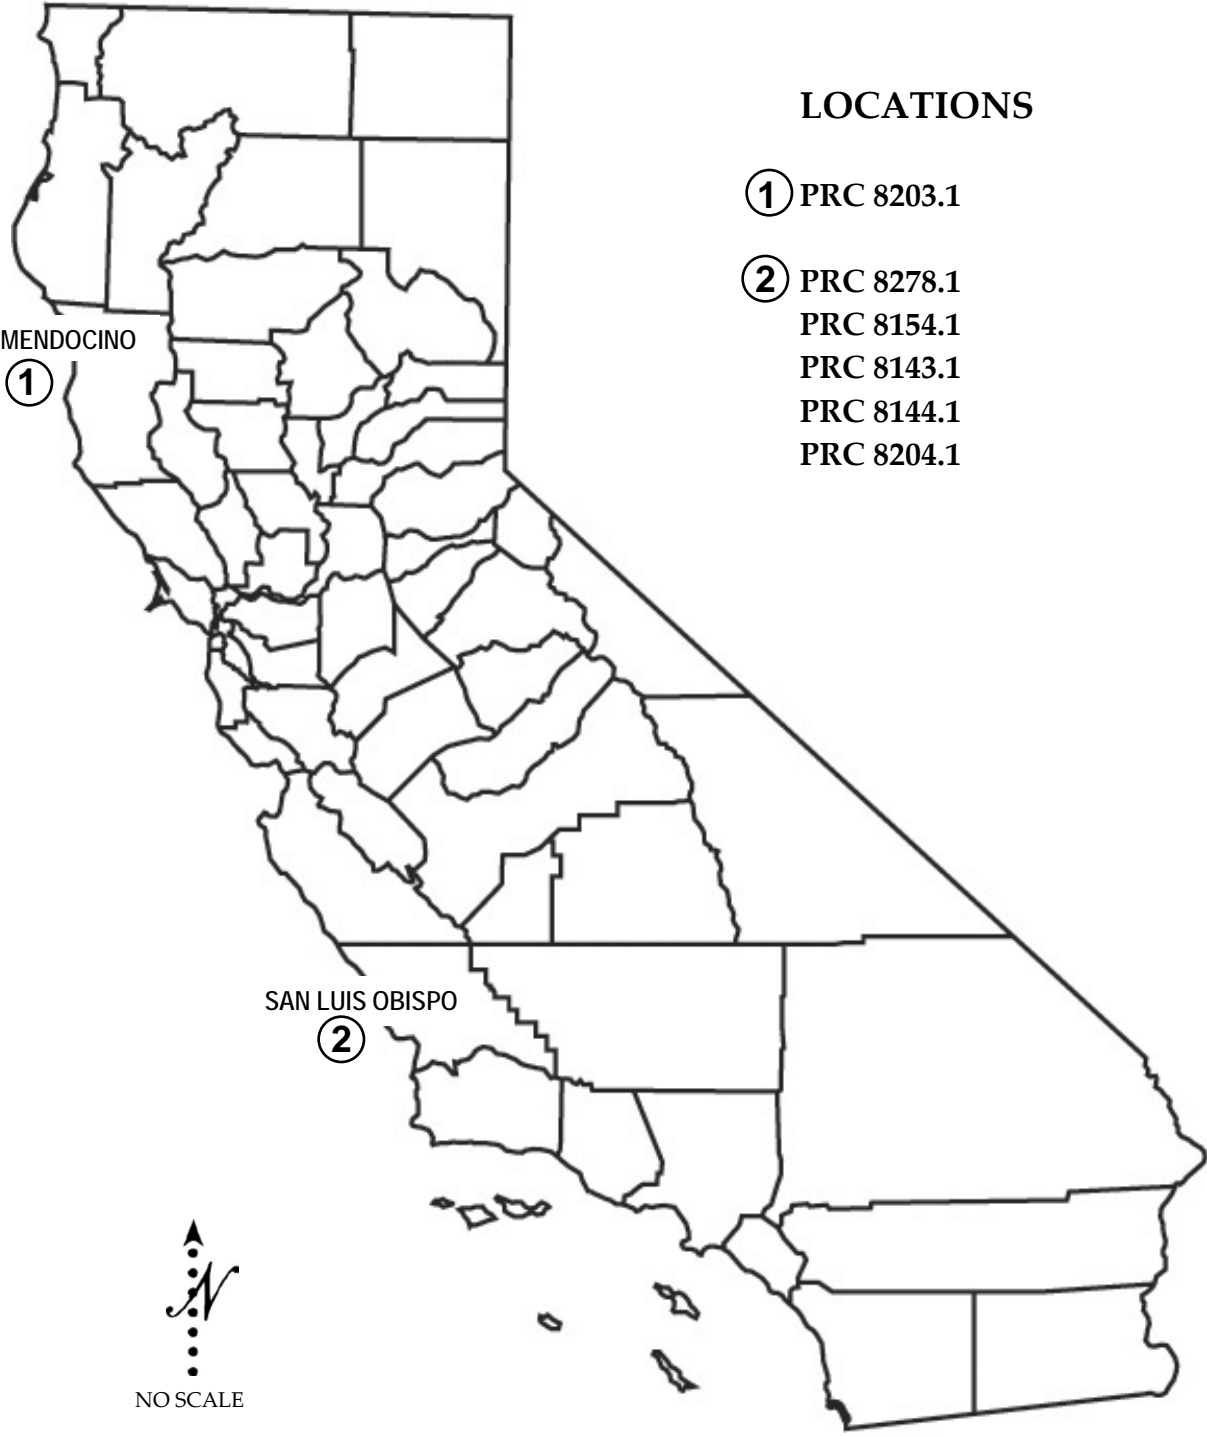 LOCATIONS
1 PRC 8203.1
2 PRC 8278.1
PRC 8154.1
PRC 8143.1
PRC 8144.1
PRC 8204.1
MENDOCINO
1
SAN LUIS OBISPO
2
N
NO SCALE